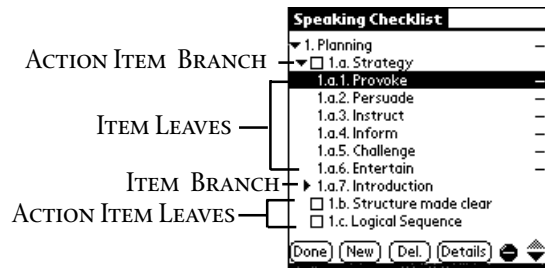 Speaking Checklist
1. Planning
ACTION ITEM BRANCH
1.a. Strategy
1.a.1. Provoke
1.a.2. Persuade
1.a.3. Instruct
ITEM LEAVES
1.a.4. Inform
1.a.5. Challenge
1.a.6. Entertain
ITEM BRANCH
1.a.7. Introduction
ACTION ITEM LEAVES
1.b. Structure made clear
1.c. Logical Sequence
Done New Del. Details